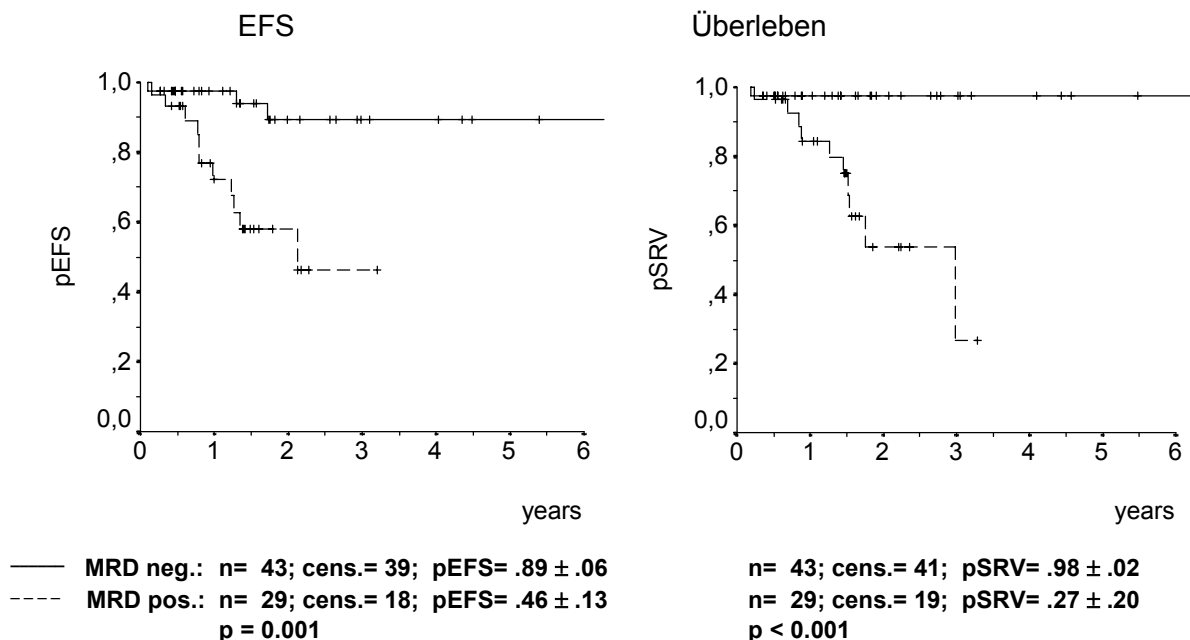 EFS
Überleben
1,0
,8
,6
,4
,2
0,0
pEFS
0 1 2 3 4 5 6
years
1,0
,8
,6
,4
,2
0,0
pSRV
0 1 2 3 4 5 6
years
MRD neg.: n= 43; cens.= 39; pEFS= .89 ± .06
MRD pos.: n= 29; cens.= 18; pEFS= .46 ± .13
p = 0.001
n= 43; cens.= 41; pSRV= .98 ± .02
n= 29; cens.= 19; pSRV= .27 ± .20
p < 0.001